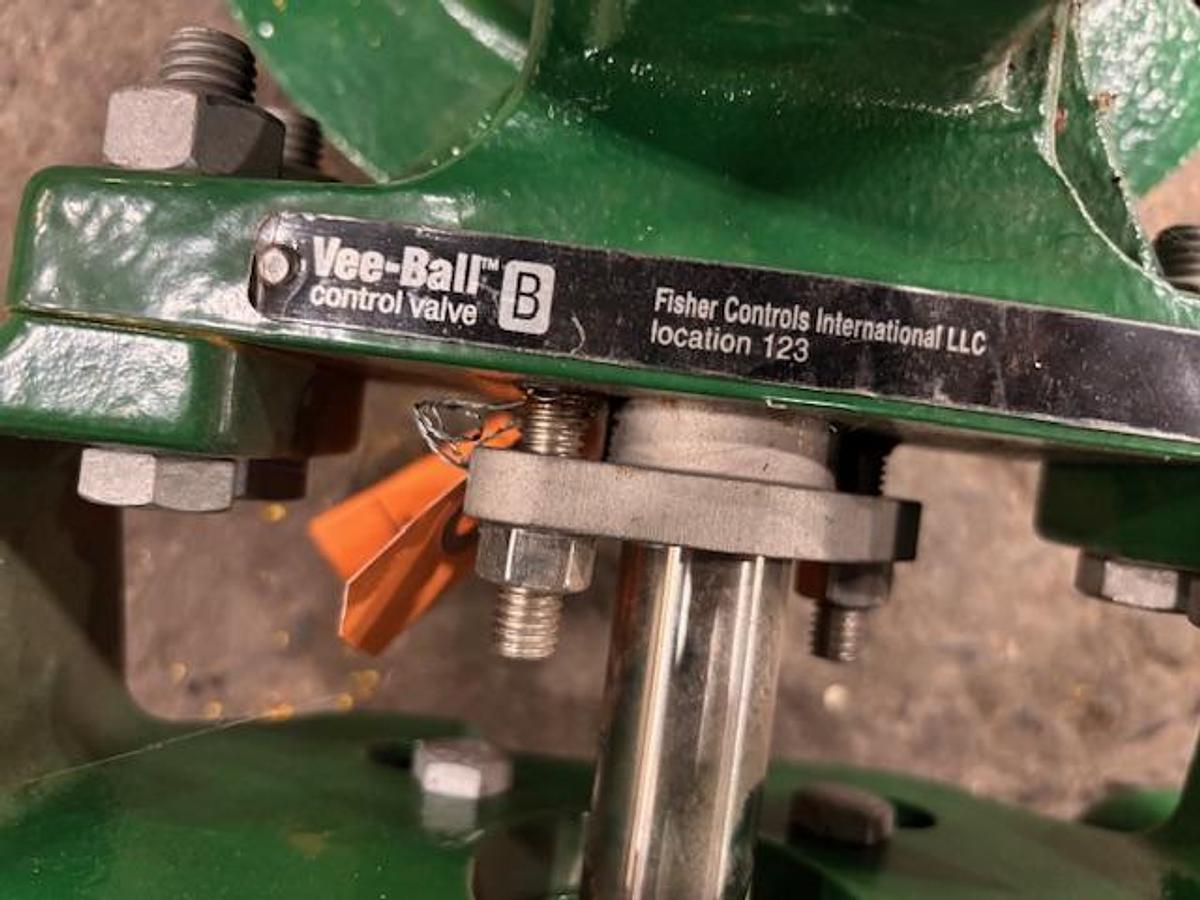 Vee-Ball™ B
control valve
Fisher Controls International LLC
location 123